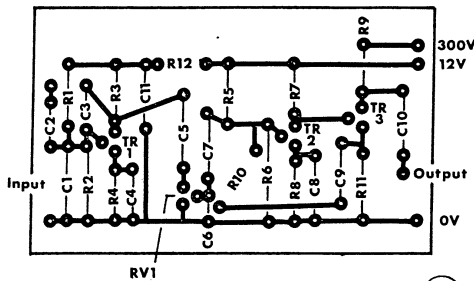 R9
300V
12V
R12
R1
C3
R3
C11
R5
R7
C2
TR
1
C5
C7
TR
2
TR
3
C10
Input
C1
R2
R4
C4
R10
R6
R8
C8
C9
R11
Output
0V
C6
RV1